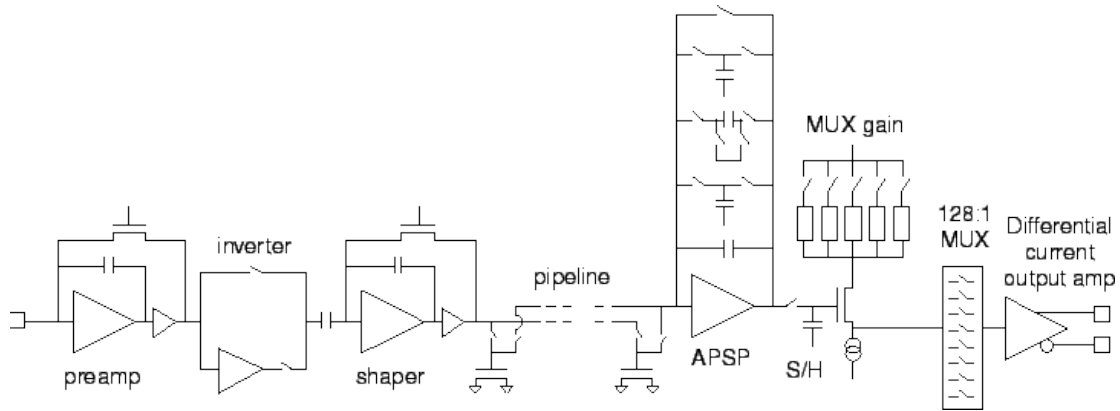 MUX gain
128:1
MUX
Differential
current
output amp
inverter
pipeline
preamp
shaper
APSP
S/H